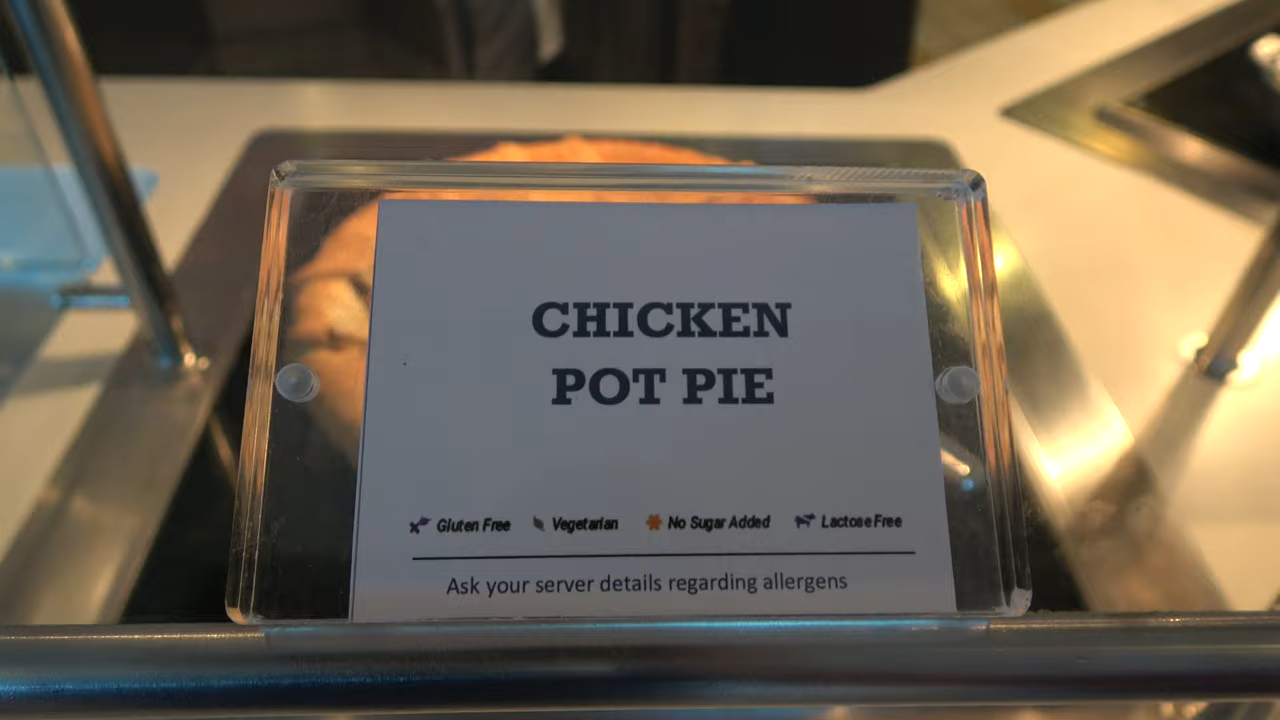 CHICKEN
POT PIE
Gluten Free Vegetarian No Sugar Added Lactose Free
Ask your server details regarding allergens